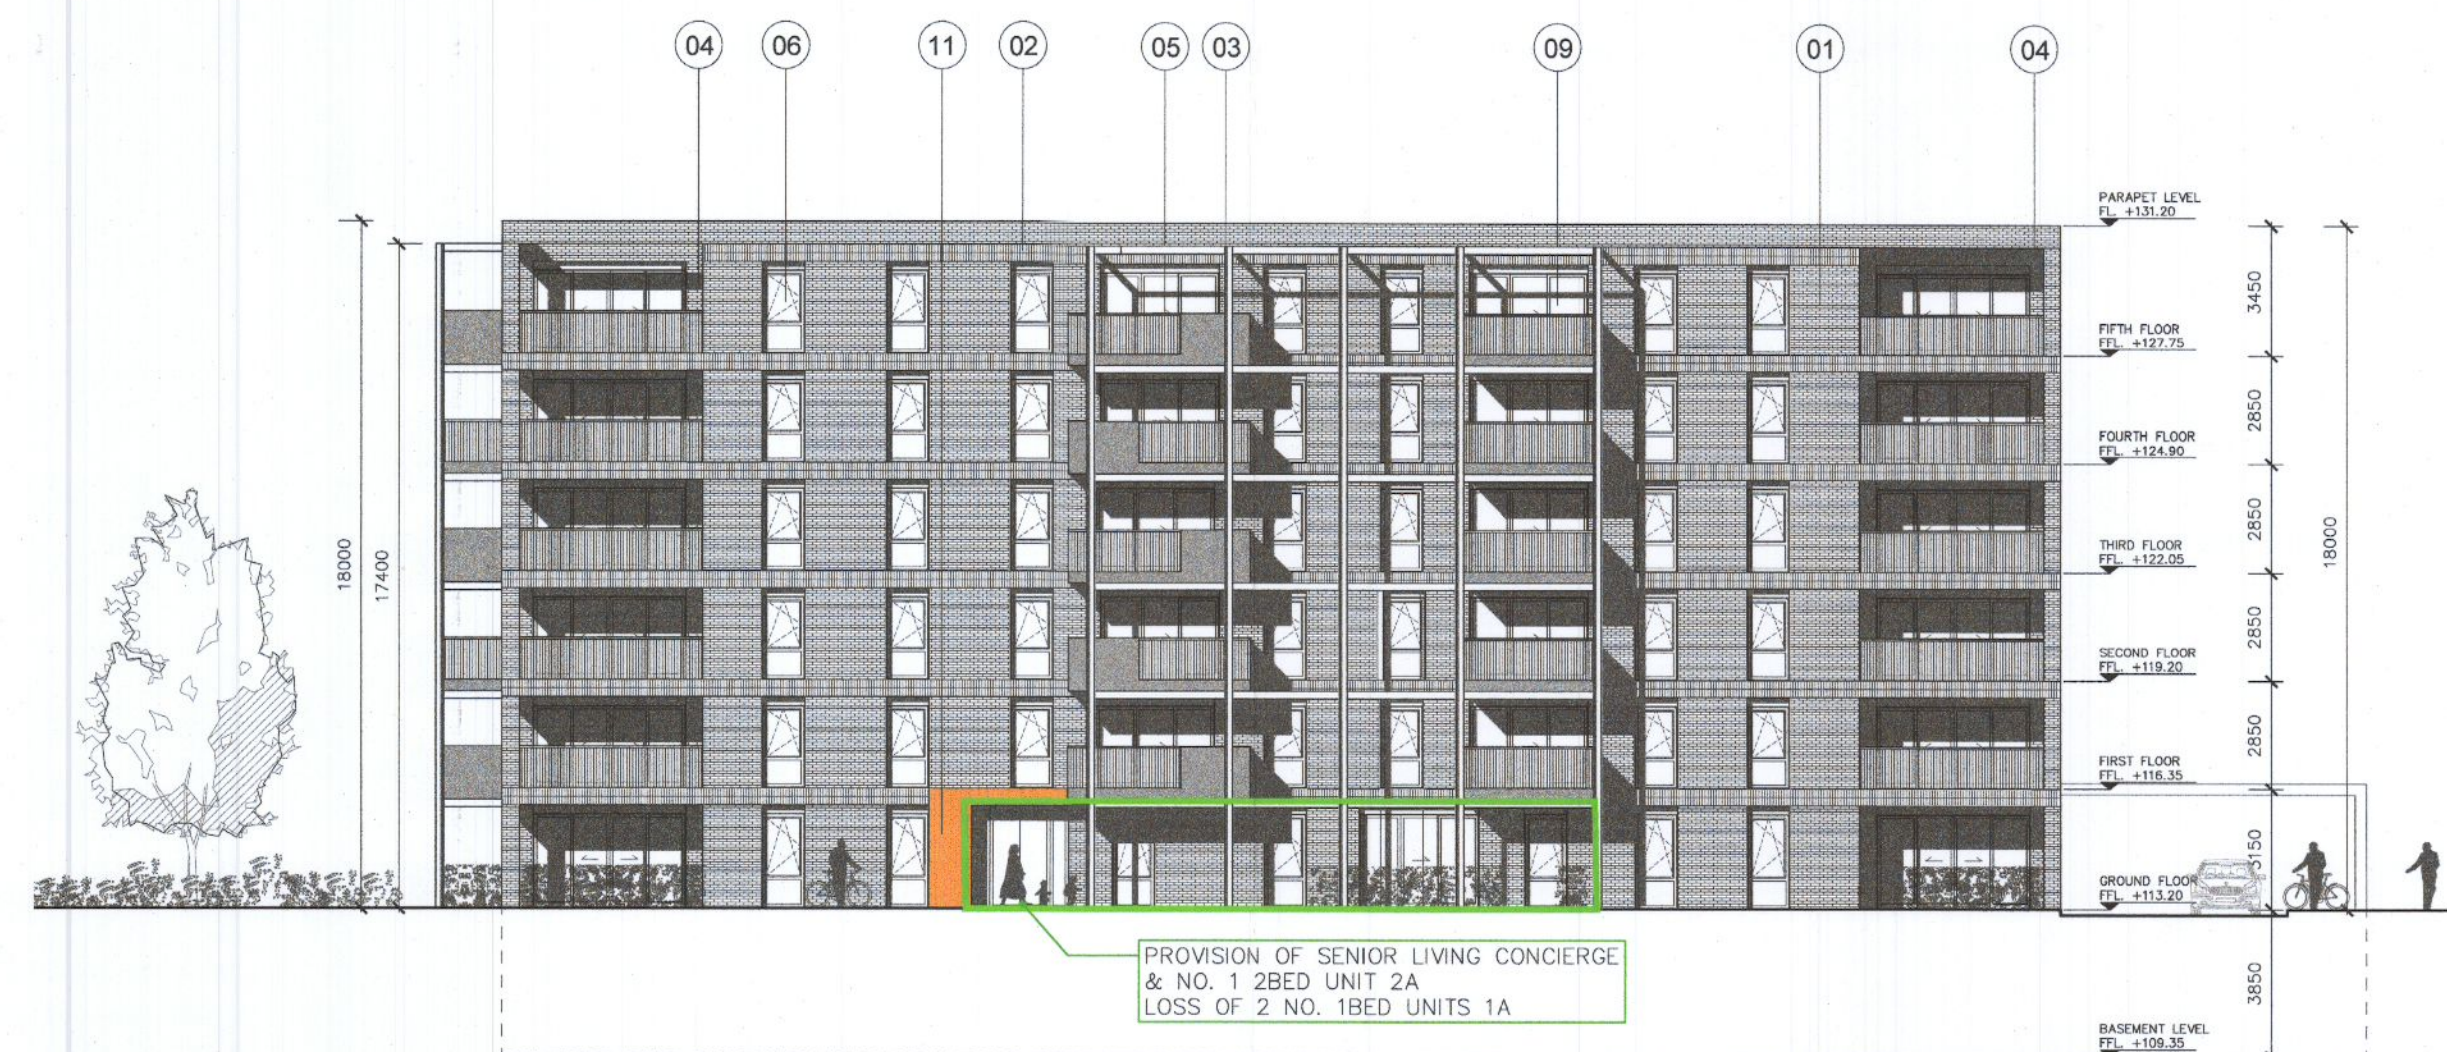 04 06 11 02 05 03 09 01 04
PARAPET LEVEL
FL. +131.20
3450
FIFTH FLOOR
FFL. +127.75
2850
FOURTH FLOOR
FFL. +124.90
2850
THIRD FLOOR
FFL. +122.05
18000
17400
18000
2850
SECOND FLOOR
FFL. +119.20
2850
FIRST FLOOR
FFL. +116.35
3150
GROUND FLOOR
FFL. +113.20
PROVISION OF SENIOR LIVING CONCIERGE
& NO. 1 2BED UNIT 2A
LOSS OF 2 NO. 1BED UNITS 1A
3850
BASEMENT LEVEL
FFL. +109.35